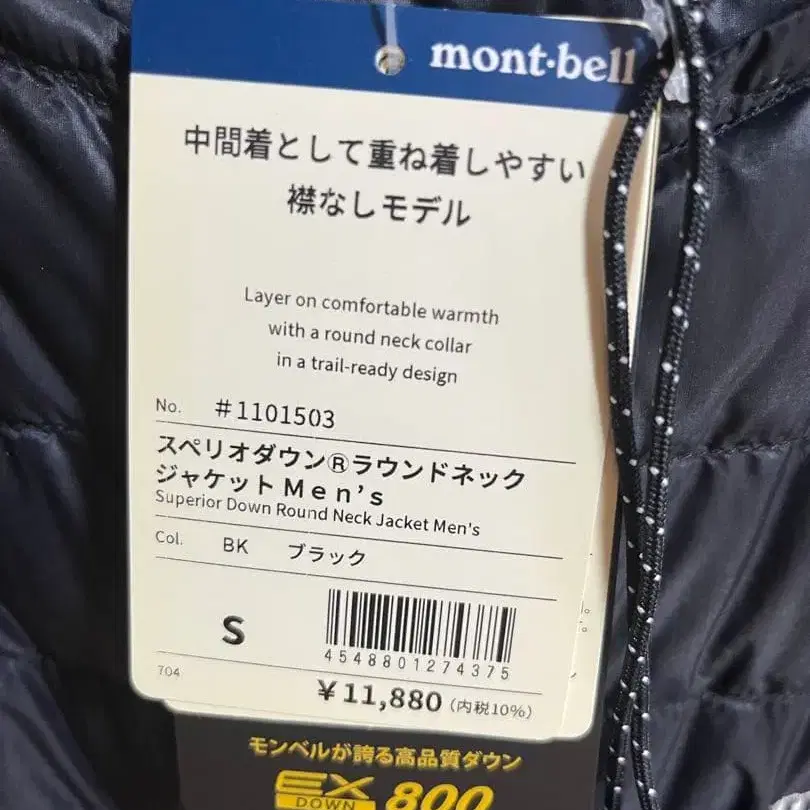 mont·bell
中間着として重ね着しやすい
襟なしモデル
Layer on comfortable warmth
with a round neck collar
in a trail-ready design
No. #1101503
スペリオダウン®ラウンドネック
ジャケットMen's
Superior Down Round Neck Jacket Men's
Col. BK ブラック
S
4548801274375
704
¥11,880(内税10%)
モンベルが誇る高品質ダウン
EX 800
DOWN